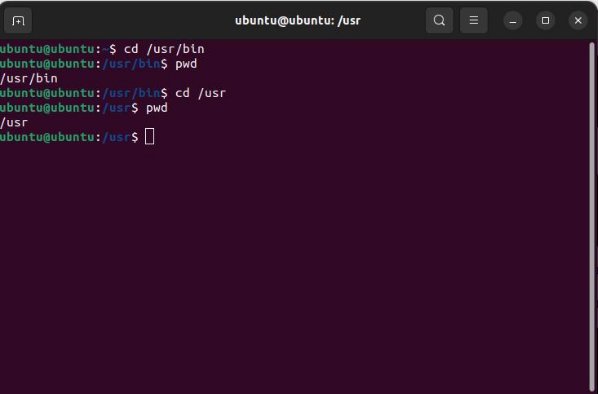 ubuntu@ubuntu: /usr
ubuntu@ubuntu:~$ cd /usr/bin
ubuntu@ubuntu:/usr/bin$ pwd
/usr/bin
ubuntu@ubuntu:/usr/bin$ cd /usr
ubuntu@ubuntu:/usr$ pwd
/usr
ubuntu@ubuntu:/usr$